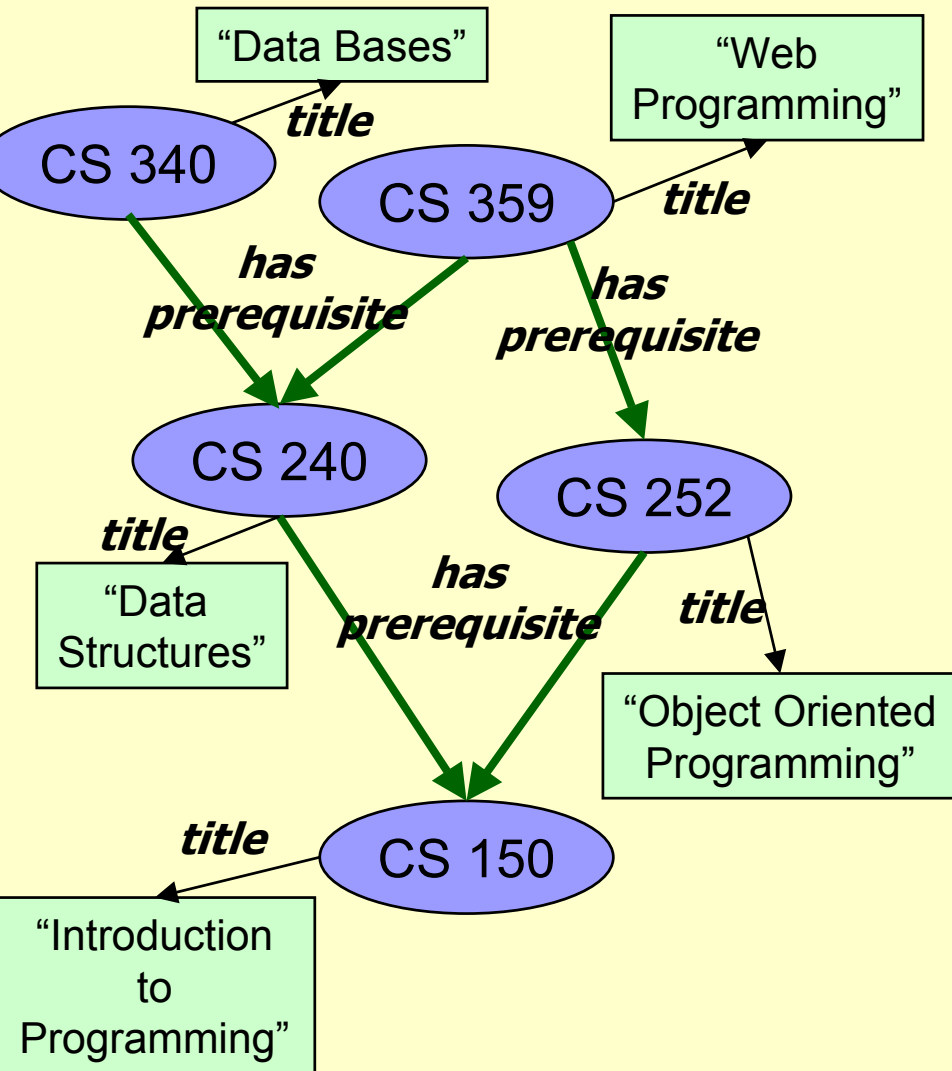 “Data Bases”
“Web
Programming”
title
CS 340
CS 359
title
has
prerequisite
has
prerequisite
CS 240
CS 252
title
“Data
Structures”
has
prerequisite
title
“Object Oriented
Programming”
title
CS 150
“Introduction
to
Programming”